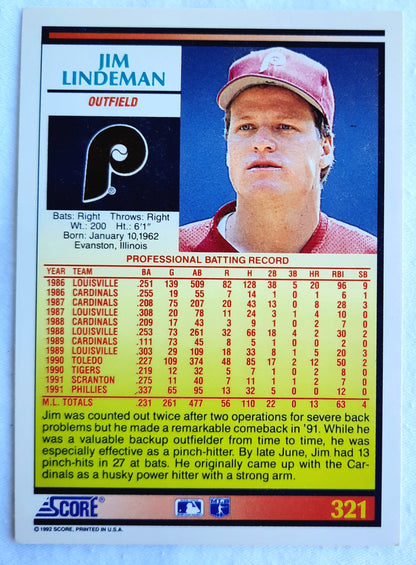 JIM
LINDEMAN
OUTFIELD
P
P
Bats: Right Throws: Right
Wt.: 200 Ht.: 6'1"
Born: January 10, 1962
Evanston, Illinois
PROFESSIONAL BATTING RECORD
YEAR TEAM BA G AB R H 2B 3B HR RBI SB
1986 LOUISVILLE .251 139 509 82 128 38 5 20 96 9
1986 CARDINALS .255 19 55 7 14 1 0 1 6 1
1987 CARDINALS .208 75 207 20 43 13 0 8 28 3
1987 LOUISVILLE .308 20 78 11 24 3 1 4 10 0
1988 CARDINALS .209 17 43 3 9 1 0 2 7 0
1988 LOUISVILLE .253 73 261 32 66 18 4 2 30 2
1989 CARDINALS .111 73 45 8 5 1 0 0 2 0
1989 LOUISVILLE .303 29 109 18 33 8 1 5 20 3
1990 TOLEDO .227 109 374 48 85 17 2 12 50 2
1990 TIGERS .219 12 32 5 7 1 0 2 8 0
1991 SCRANTON .275 11 40 7 11 1 1 2 7 0
1991 PHILLIES .337 65 95 13 32 5 0 0 12 0
M.L. TOTALS .231 261 477 56 110 22 0 13 63 4
Jim was counted out twice after two operations for severe back
problems but he made a remarkable comeback in '91. While he
was a valuable backup outfielder from time to time, he was
especially effective as a pinch-hitter. By late June, Jim had 13
pinch-hits in 27 at bats. He originally came up with the Car-
dinals as a husky power hitter with a strong arm.
SCORE
321
© 1992 SCORE, PRINTED IN U.S.A.